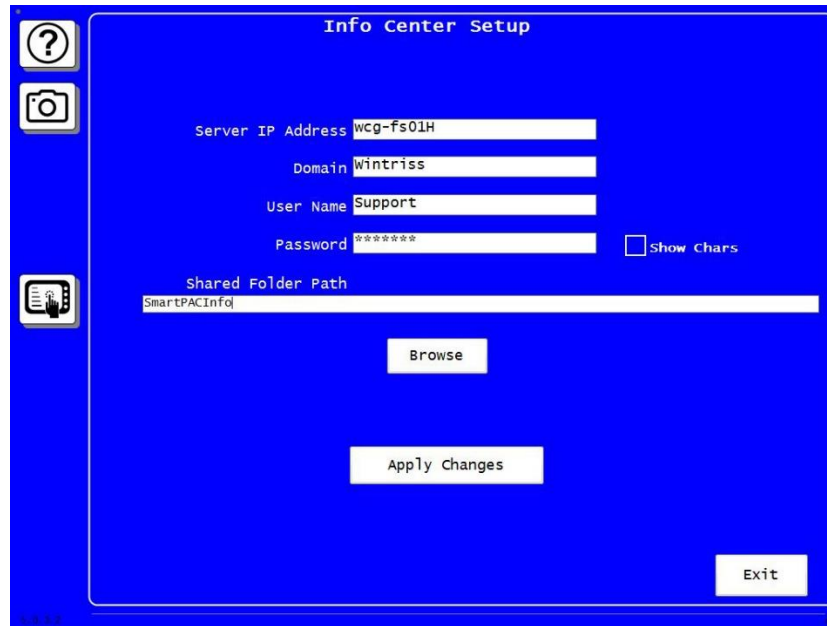 Info Center Setup
Server IP Address wcg-fs01H
Domain Wintriss
User Name Support
Password *******
Show Chars
Shared Folder Path
SmartPACInfo
Browse
Apply Changes
Exit